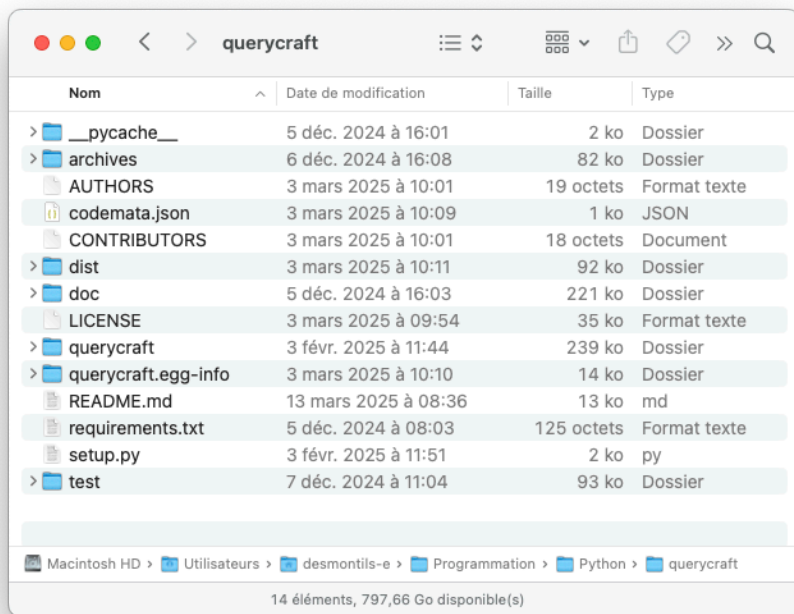 querycraft
Nom Date de modification Taille Type
__pycache__ 5 déc. 2024 à 16:01 2 ko Dossier
archives 6 déc. 2024 à 16:08 82 ko Dossier
AUTHORS 3 mars 2025 à 10:01 19 octets Format texte
codemata.json 3 mars 2025 à 10:09 1 ko JSON
CONTRIBUTORS 3 mars 2025 à 10:01 18 octets Document
dist 3 mars 2025 à 10:11 92 ko Dossier
doc 5 déc. 2024 à 16:03 221 ko Dossier
LICENSE 3 mars 2025 à 09:54 35 ko Format texte
querycraft 3 févr. 2025 à 11:44 239 ko Dossier
querycraft.egg-info 3 mars 2025 à 10:10 14 ko Dossier
README.md 13 mars 2025 à 08:36 13 ko md
requirements.txt 5 déc. 2024 à 08:03 125 octets Format texte
setup.py 3 févr. 2025 à 11:51 2 ko py
test 7 déc. 2024 à 11:04 93 ko Dossier
Macintosh HD › Utilisateurs › desmontils-e › Programmation › Python › querycraft
14 éléments, 797,66 Go disponible(s)